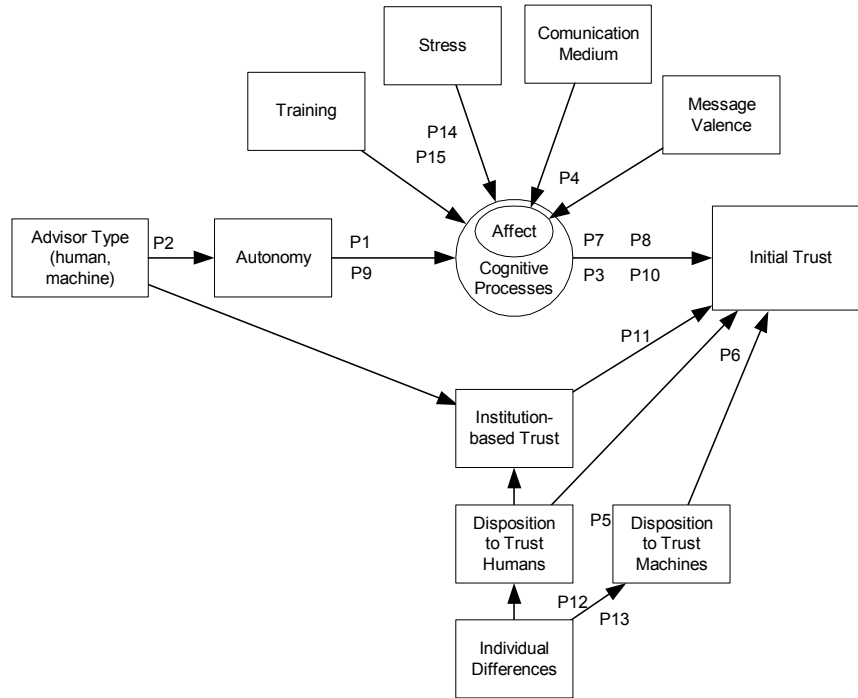 Stress
Comunication
Medium
Training
Message
Valence
P14
P15
P4
Advisor Type
(human,
machine)
P2
Autonomy
P1
P9
Affect
Cognitive
Processes
P7 P8
P3 P10
Initial Trust
P11
P6
Institution-
based Trust
Disposition
to Trust
Humans
P5
Disposition
to Trust
Machines
P12
P13
Individual
Differences